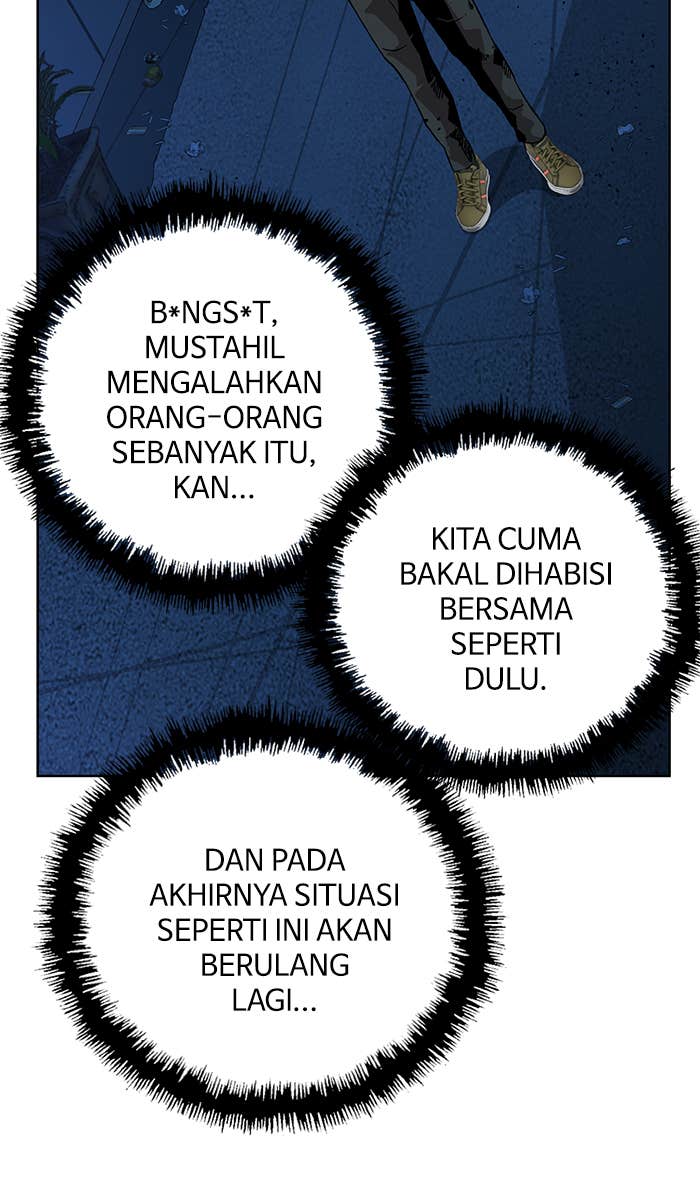 B*NGS*T,
MUSTAHIL
MENGALAHKAN
ORANG-ORANG
SEBANYAK ITU,
KAN...
KITA CUMA
BAKAL DIHABISI
BERSAMA
SEPERTI
DULU.
DAN PADA
AKHIRNYA SITUASI
SEPERTI INI AKAN
BERULANG
LAGI...